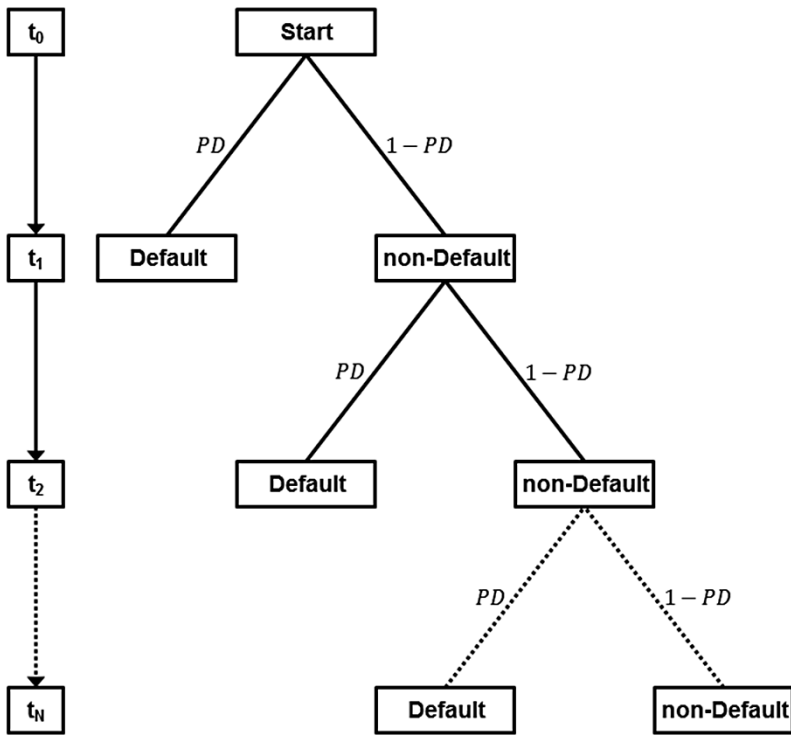 t₀ Start
PD 1 − PD
t₁ Default non-Default
PD 1 − PD
t₂ Default non-Default
PD 1 − PD
t_N Default non-Default